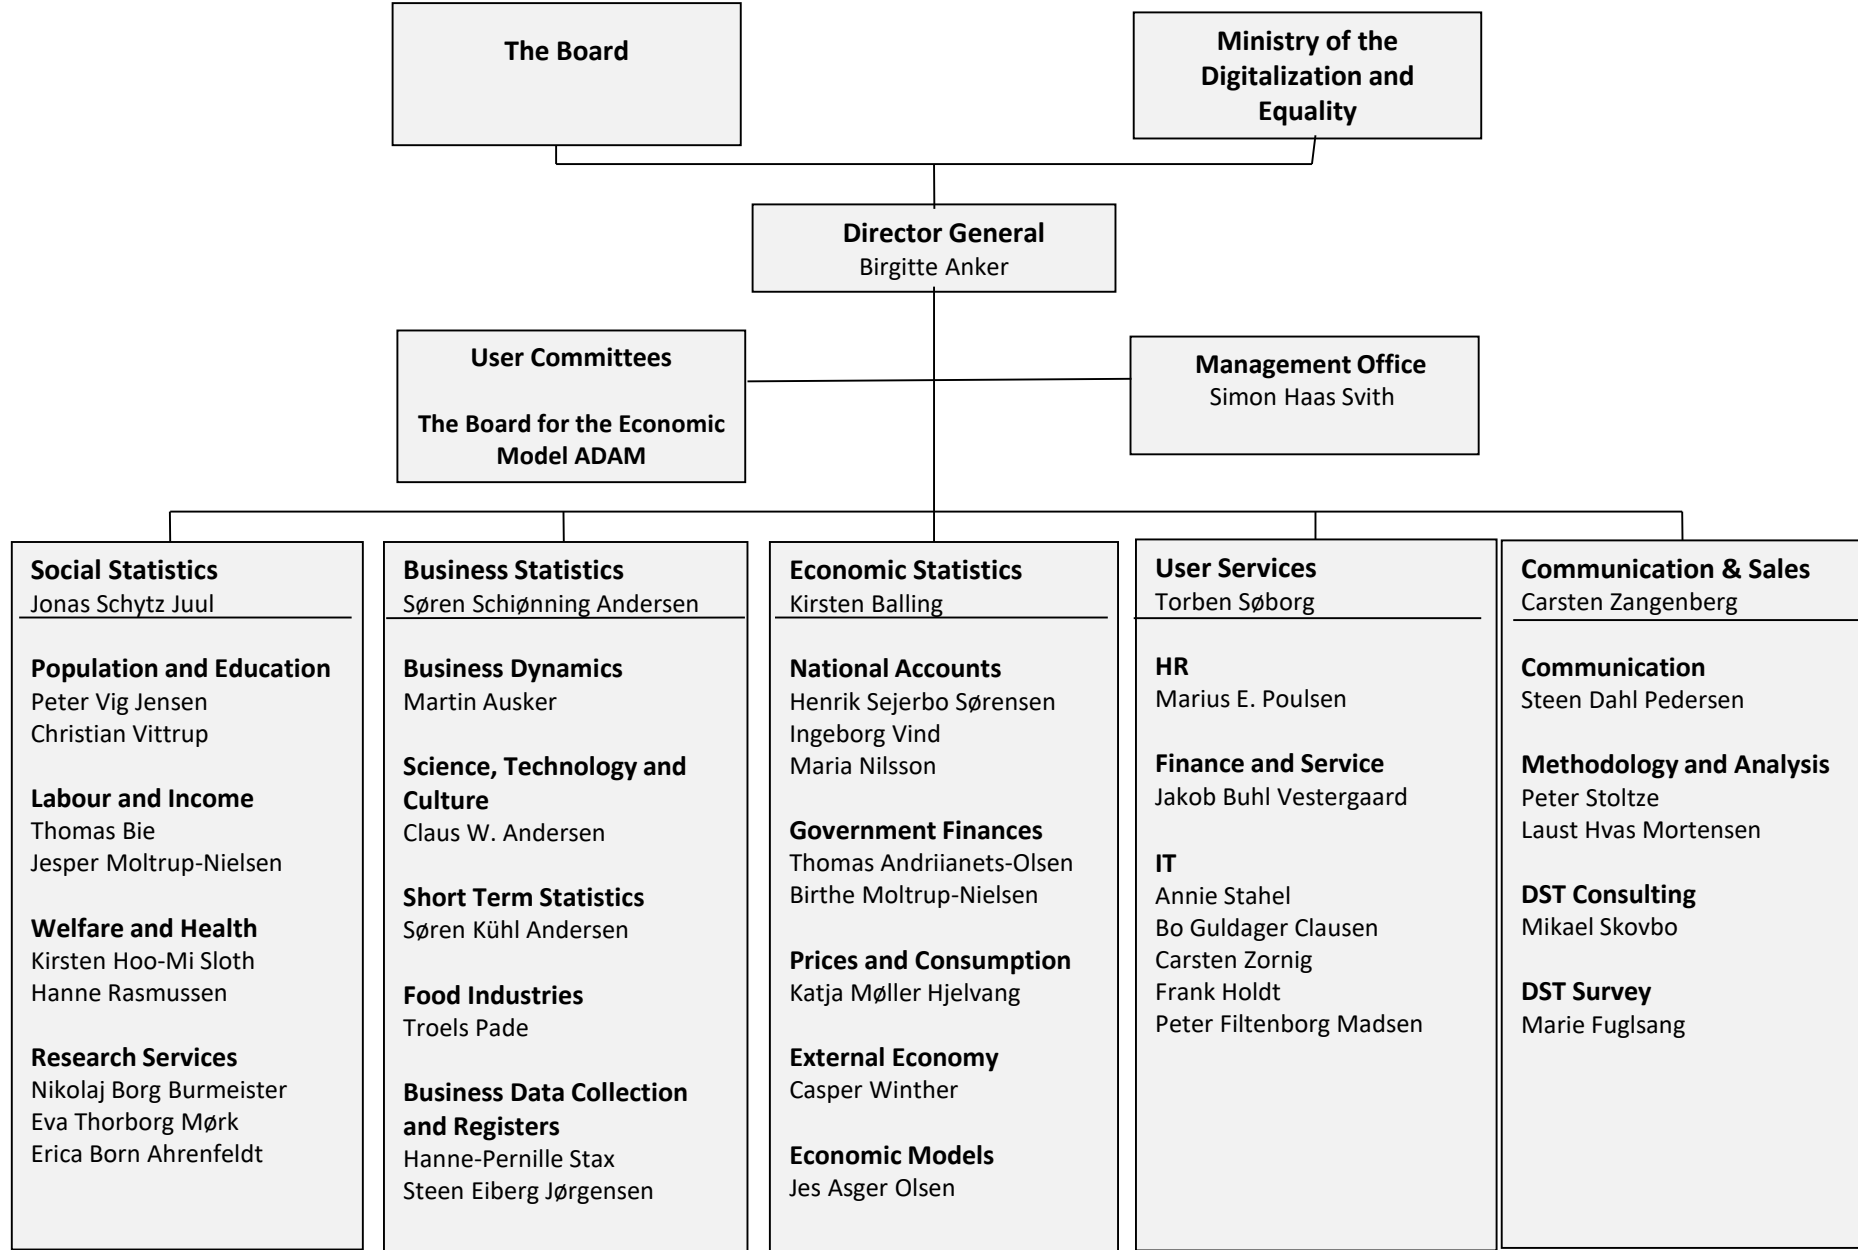 The Board
Ministry of the
Digitalization and
Equality
Director General
Birgitte Anker
User Committees
The Board for the Economic
Model ADAM
Management Office
Simon Haas Svith
Social Statistics
Jonas Schytz Juul
Population and Education
Peter Vig Jensen
Christian Vittrup
Labour and Income
Thomas Bie
Jesper Moltrup-Nielsen
Welfare and Health
Kirsten Hoo-Mi Sloth
Hanne Rasmussen
Research Services
Nikolaj Borg Burmeister
Eva Thorborg Mørk
Erica Born Ahrenfeldt
Business Statistics
Søren Schiønning Andersen
Business Dynamics
Martin Ausker
Science, Technology and
Culture
Claus W. Andersen
Short Term Statistics
Søren Kühl Andersen
Food Industries
Troels Pade
Business Data Collection
and Registers
Hanne-Pernille Stax
Steen Eiberg Jørgensen
Economic Statistics
Kirsten Balling
National Accounts
Henrik Sejerbo Sørensen
Ingeborg Vind
Maria Nilsson
Government Finances
Thomas Andriianets-Olsen
Birthe Moltrup-Nielsen
Prices and Consumption
Katja Møller Hjelvang
External Economy
Casper Winther
Economic Models
Jes Asger Olsen
User Services
Torben Søborg
HR
Marius E. Poulsen
Finance and Service
Jakob Buhl Vestergaard
IT
Annie Stahel
Bo Guldager Clausen
Carsten Zornig
Frank Holdt
Peter Filtenborg Madsen
Communication & Sales
Carsten Zangenberg
Communication
Steen Dahl Pedersen
Methodology and Analysis
Peter Stoltze
Laust Hvas Mortensen
DST Consulting
Mikael Skovbo
DST Survey
Marie Fuglsang